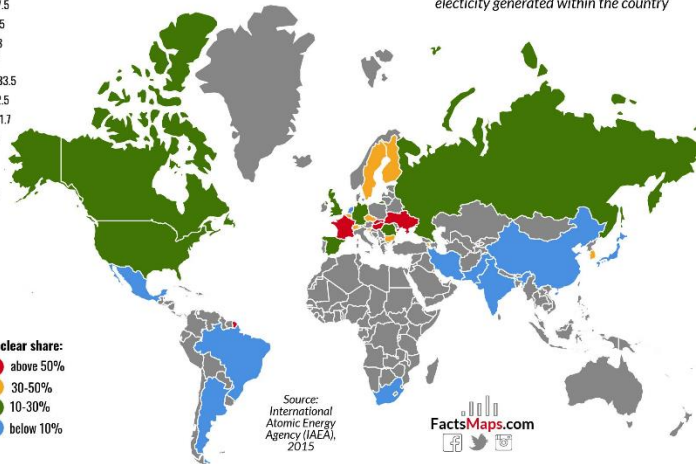 7.5
5
3
33.5
2.5
1.7
electicity generated within the country
clear share:
above 50%
30-50%
10-30%
below 10%
Source:
International
Atomic Energy
Agency (IAEA),
2015
FactsMaps.com